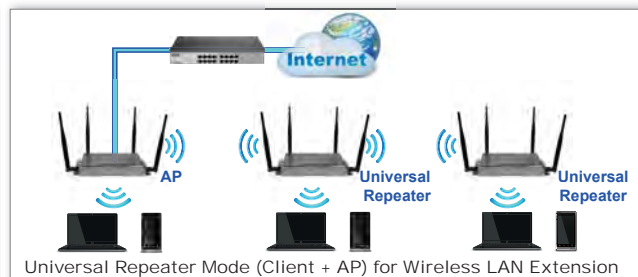 Internet
AP
Universal
Repeater
Universal
Repeater
Universal Repeater Mode (Client + AP) for Wireless LAN Extension